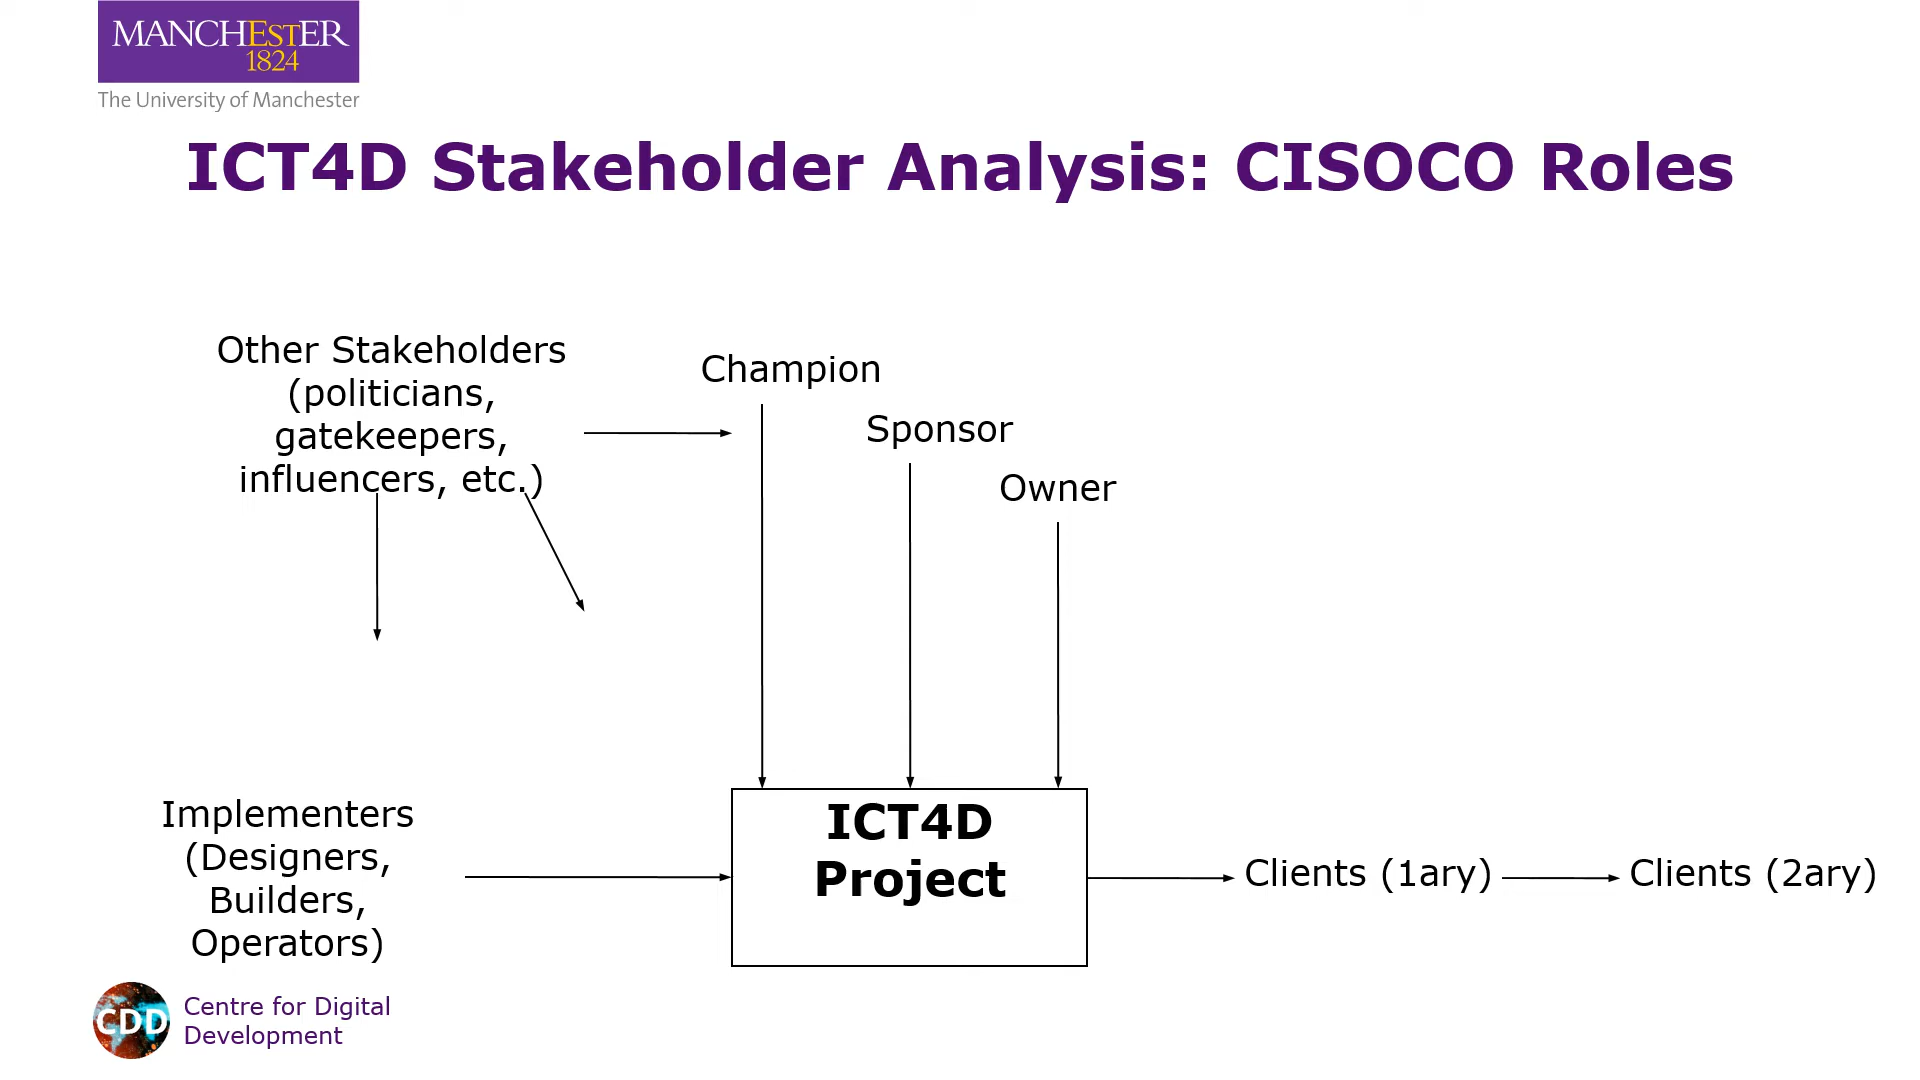 MANCHEsTER
1824
The University of Manchester
ICT4D Stakeholder Analysis: CISOCO Roles
Other Stakeholders
(politicians,
gatekeepers,
influencers, etc.)
Champion
Sponsor
Owner
Implementers
(Designers,
Builders,
Operators)
ICT4D
Project
Clients (1ary)
Clients (2ary)
CDD
Centre for Digital
Development